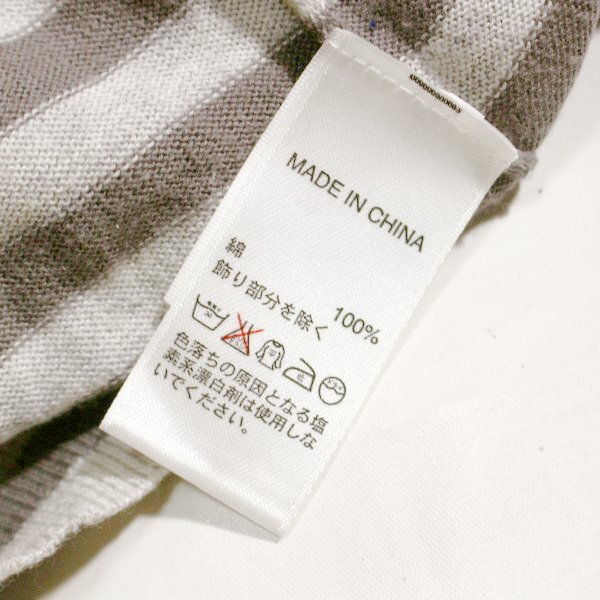 MADE IN CHINA
綿 100%
飾り部分を除く
色落ちの原因となる塩
素系漂白剤は使用しな
いでください。